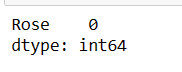 Rose    0
dtype: int64